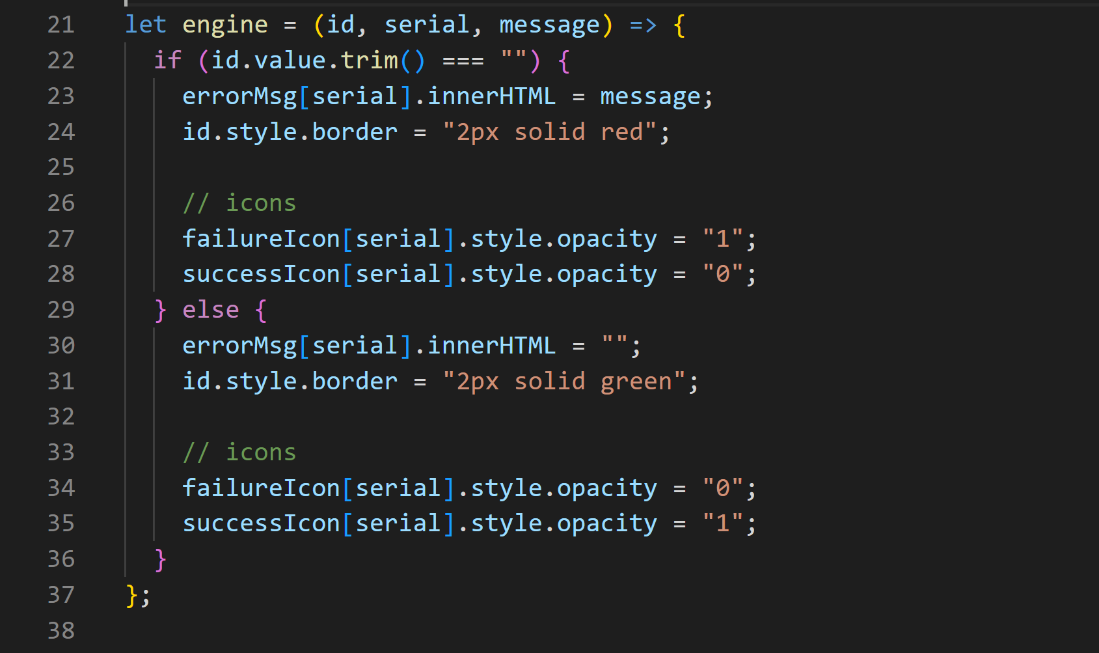 21 let engine = (id, serial, message) => {
22   if (id.value.trim() === "") {
23     errorMsg[serial].innerHTML = message;
24     id.style.border = "2px solid red";
25
26     // icons
27     failureIcon[serial].style.opacity = "1";
28     successIcon[serial].style.opacity = "0";
29   } else {
30     errorMsg[serial].innerHTML = "";
31     id.style.border = "2px solid green";
32
33     // icons
34     failureIcon[serial].style.opacity = "0";
35     successIcon[serial].style.opacity = "1";
36   }
37 };
38